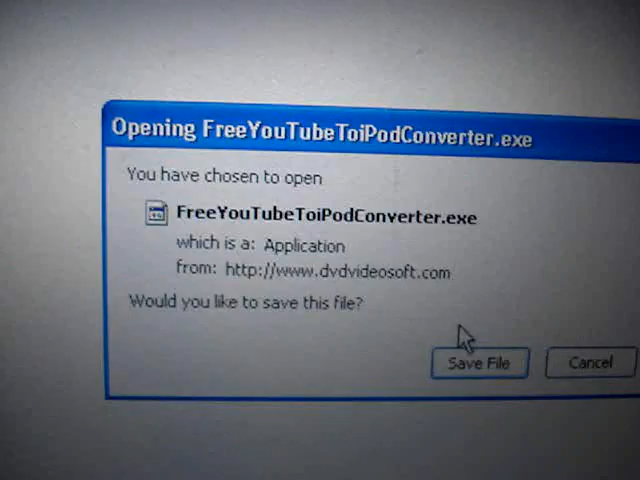 Opening FreeYouTubeToiPodConverter.exe
You have chosen to open
FreeYouTubeToiPodConverter.exe
which is a: Application
from: http://www.dvdvideosoft.com
Would you like to save this file?
Save File Cancel